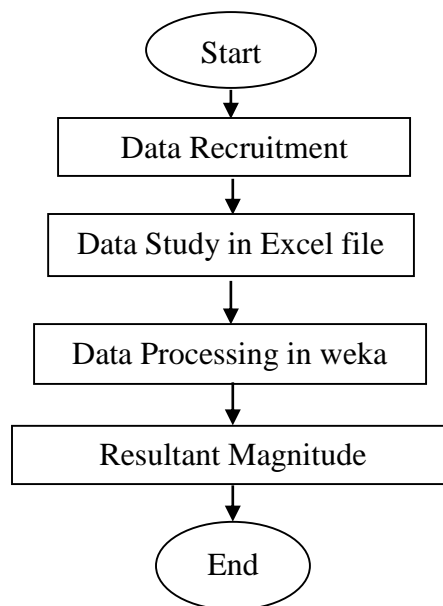 Start
Data Recruitment
Data Study in Excel file
Data Processing in weka
Resultant Magnitude
End